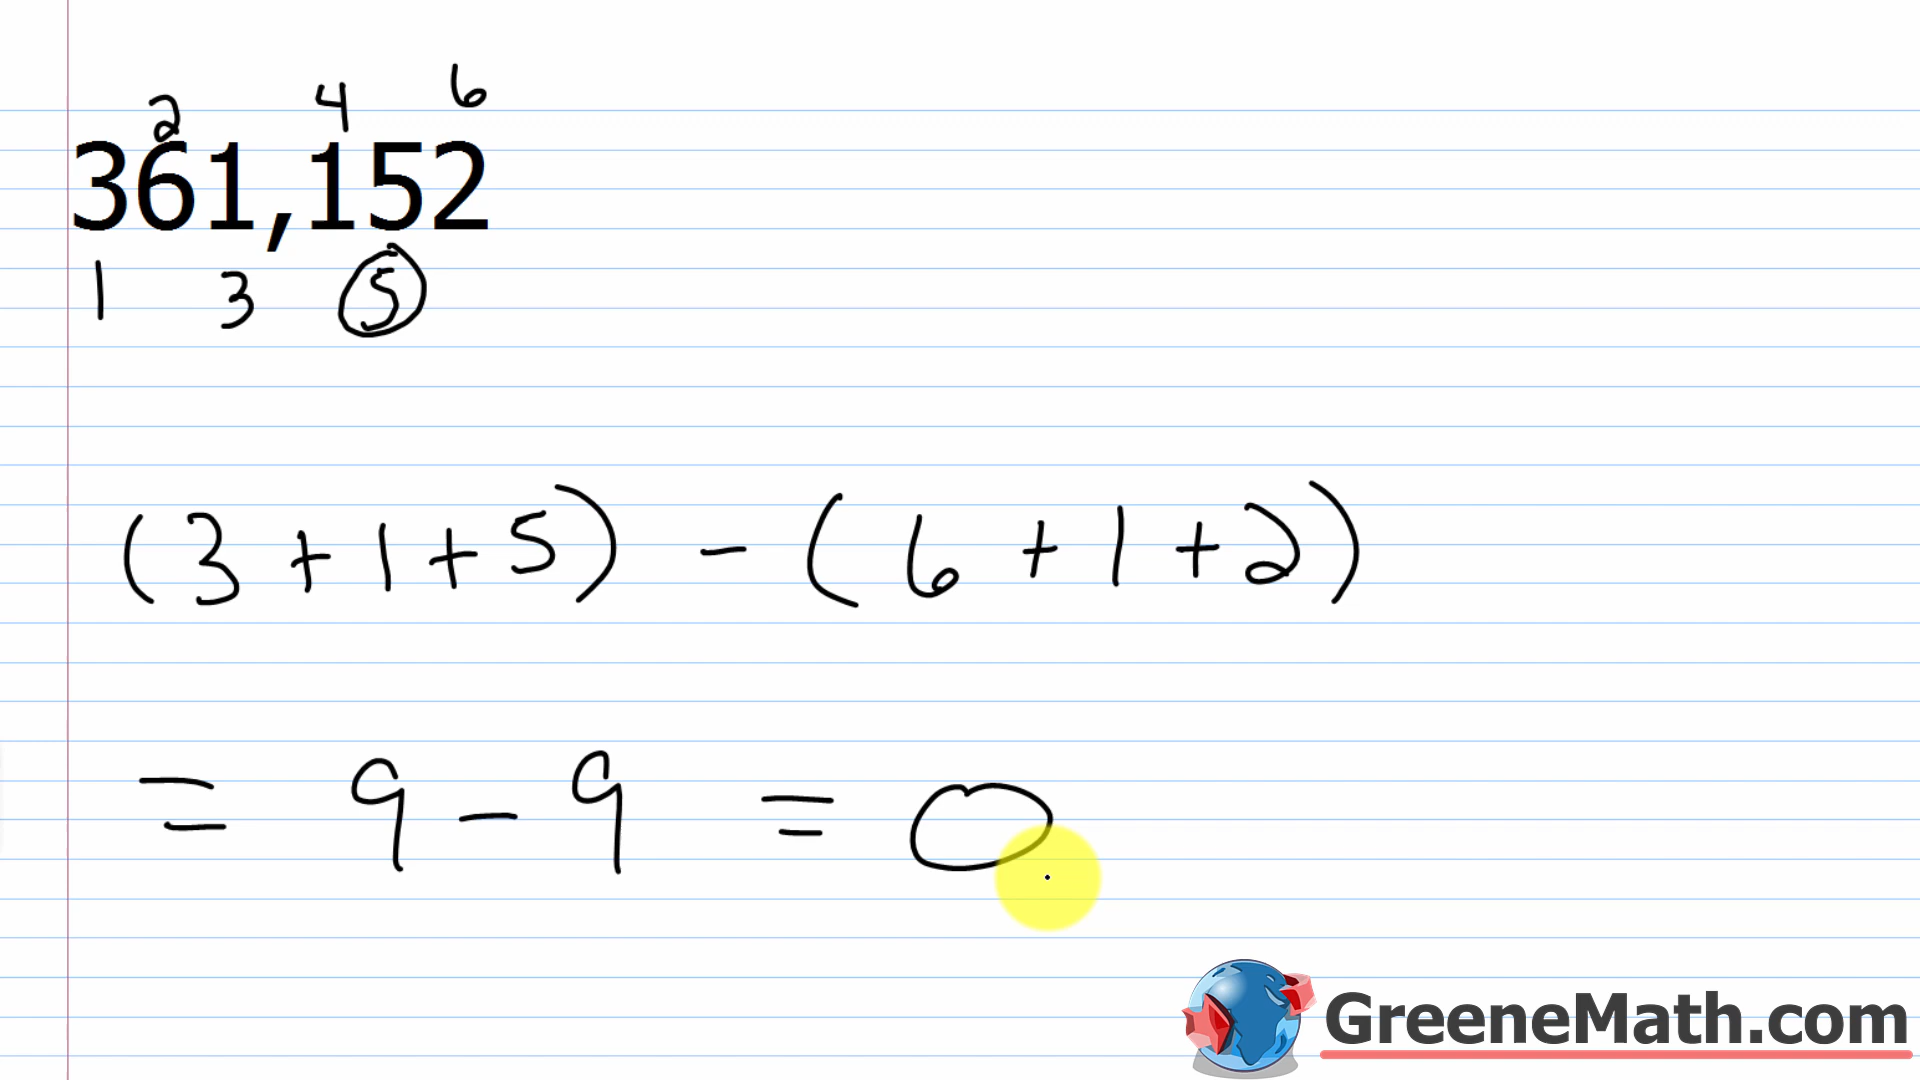 2 4 6
361,152
1 3 5
(3+1+5) - (6+1+2)
= 9 - 9 = 0
GreeneMath.com